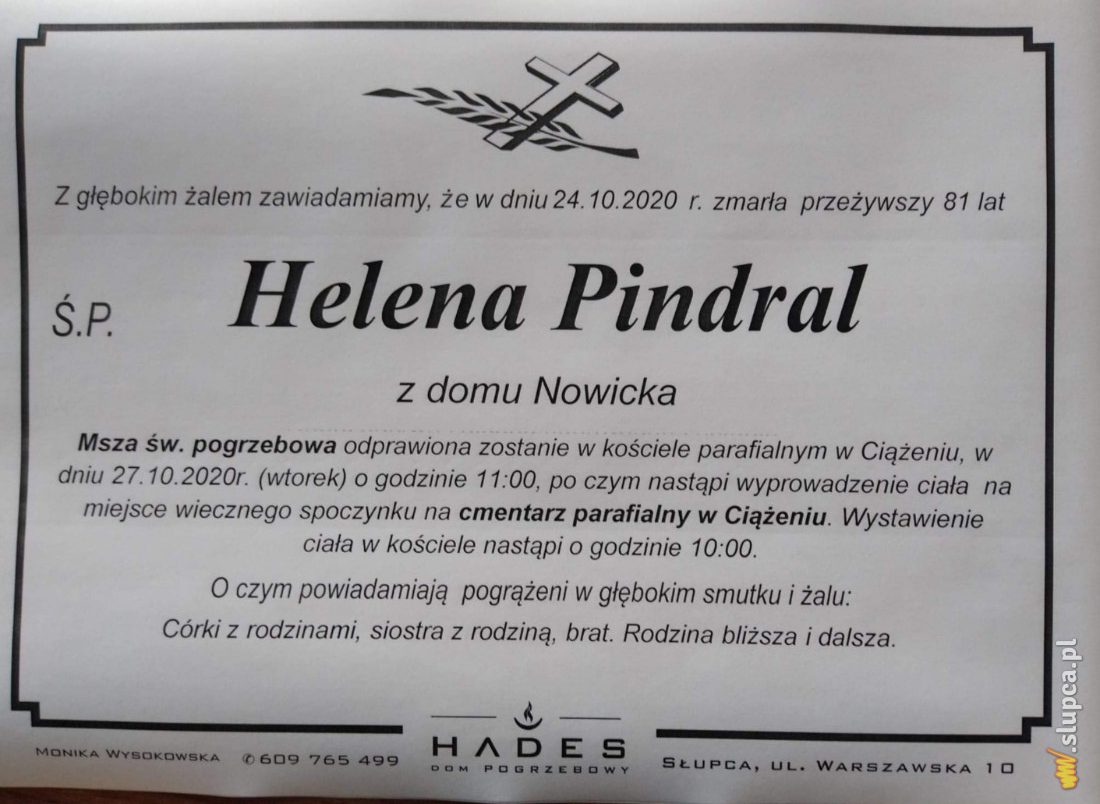 Z głębokim żalem zawiadamiamy, że w dniu 24.10.2020 r. zmarła przeżywszy 81 lat
Ś.P. Helena Pindral
z domu Nowicka
Msza św. pogrzebowa odprawiona zostanie w kościele parafialnym w Ciążeniu, w
dniu 27.10.2020r. (wtorek) o godzinie 11:00, po czym nastąpi wyprowadzenie ciała na
miejsce wiecznego spoczynku na cmentarz parafialny w Ciążeniu. Wystawienie
ciała w kościele nastąpi o godzinie 10:00.
O czym powiadamiają pogrążeni w głębokim smutku i żalu:
Córki z rodzinami, siostra z rodziną, brat. Rodzina bliższa i dalsza.
MONIKA WYSOKOWSKA ✆ 609 765 499
HADES
DOM POGRZEBOWY
SŁUPCA, UL. WARSZAWSKA 10
.slupca.pl